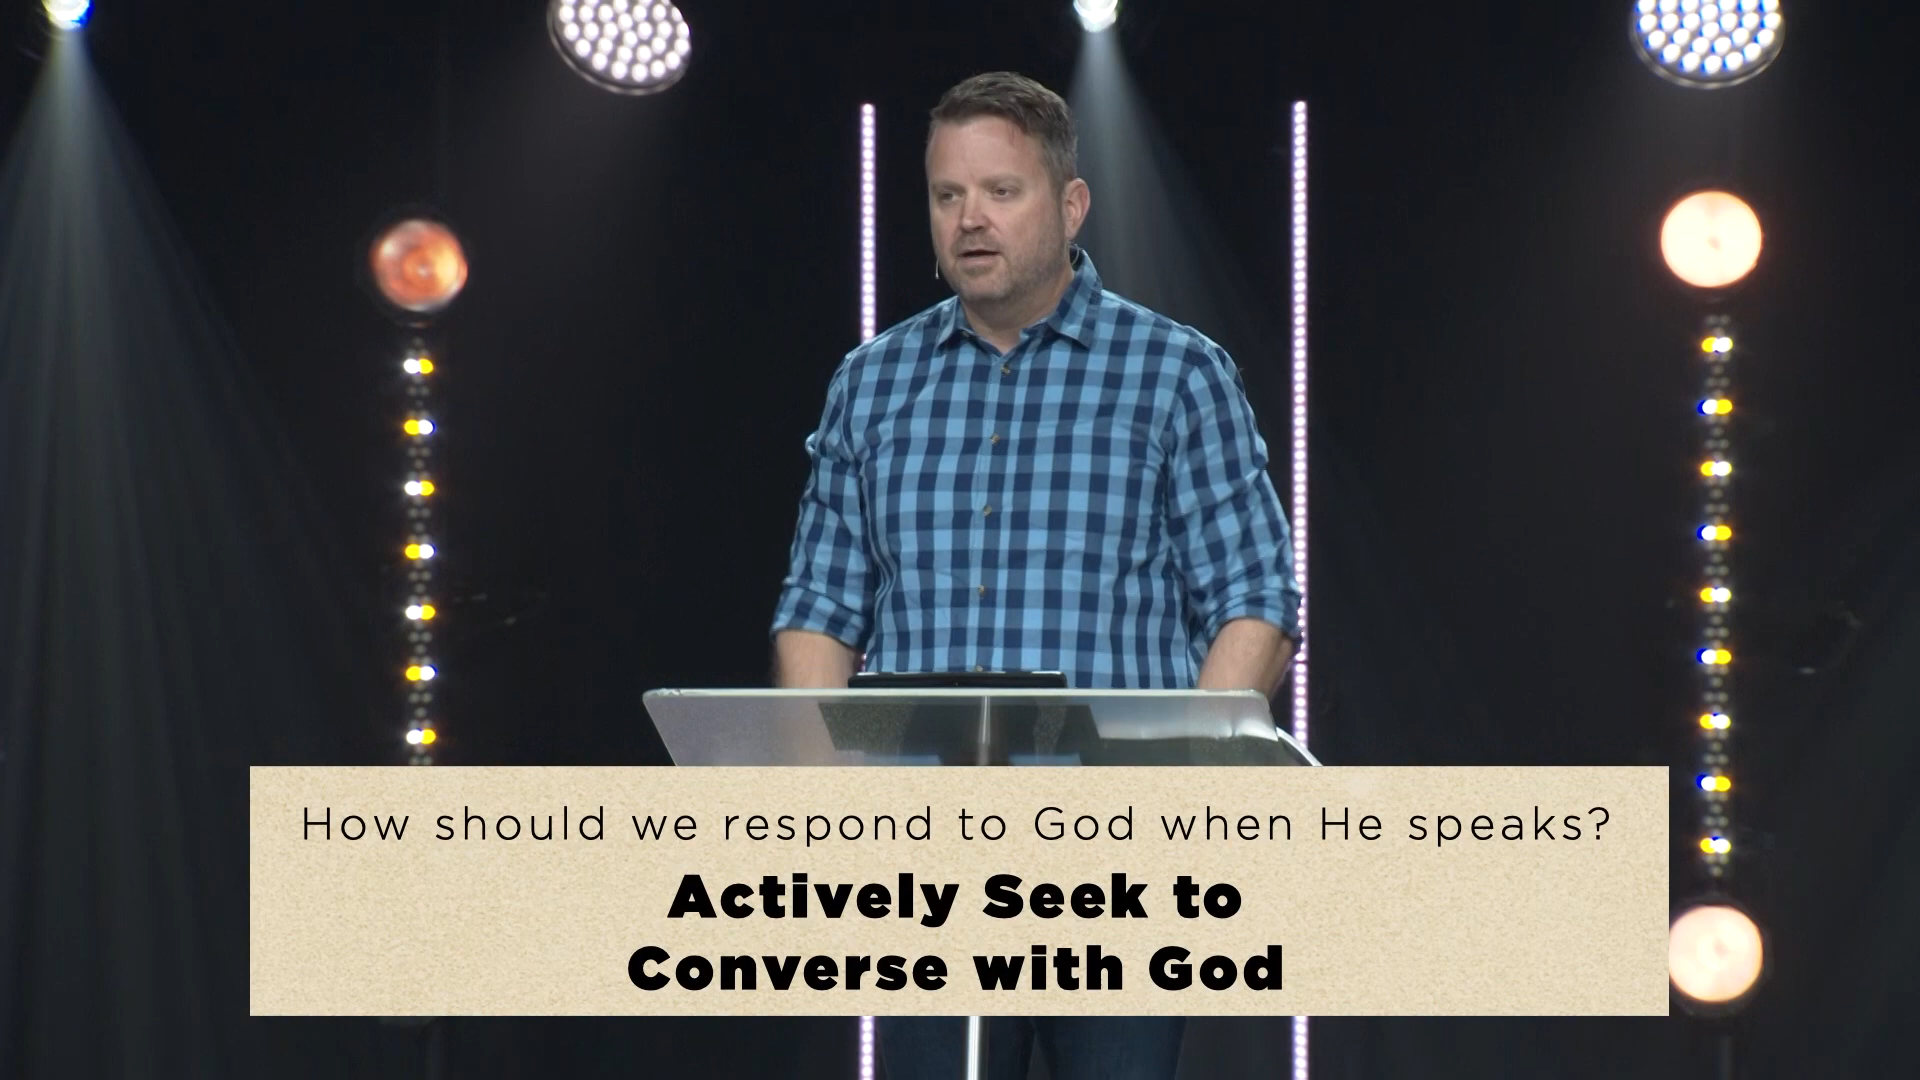 How should we respond to God when He speaks?
Actively Seek to
Converse with God